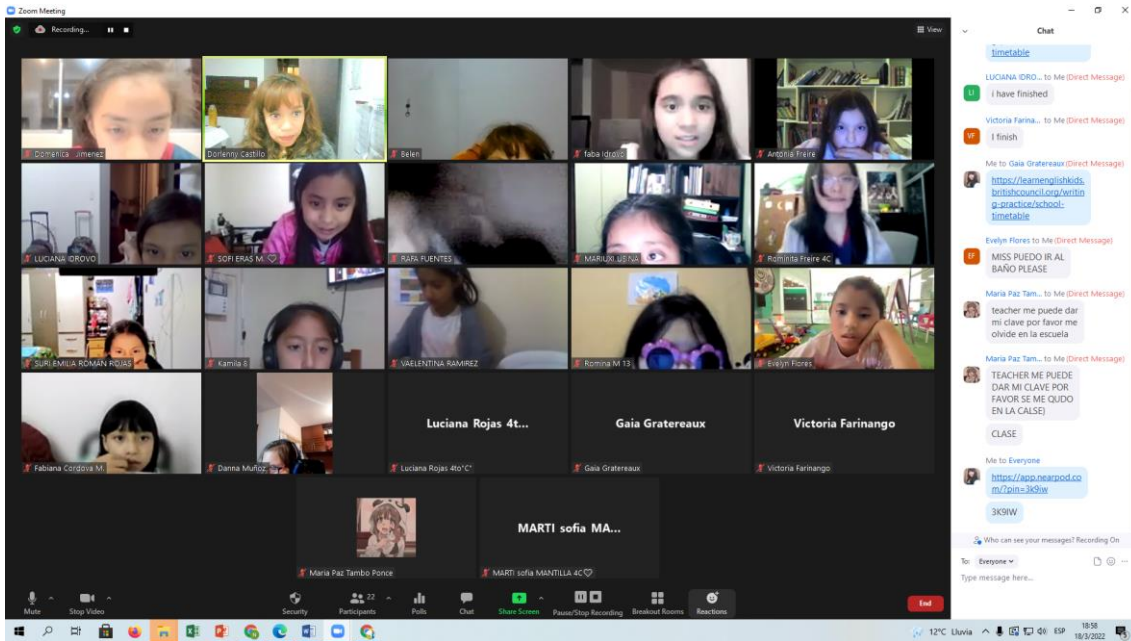 Zoom Meeting
Recording...
View
Domenica Jimenez
Dorienny Castillo
Belen
faba Idrovo
Antonia Freire
LUCIANA IDROVO
SOFI ERAS M.
RAFA FUENTES
MARILIXI LISNA
Rominita Freire 4C
SURI EMILIA ROMÁN ROJAS
Kamila B
VAELENTINA RAMIREZ
Romina M 13
Evelyn Flores
Fabiana Cordova M.
Danna Muñoz
Luciana Rojas 4t...
Luciana Rojas 4to"C"
Gaia Gratereaux
Gaia Gratereaux
Victoria Farinango
Victoria Farinango
Maria Paz Tambo Ponce
MARTI sofia MA...
MARTI sofia MANTILLA 4C
Mute
Stop Video
Security
Participants
22
Polls
Chat
Share Screen
Pause/Stop Recording
Breakout Rooms
Reactions
End
Chat
timetable
LUCIANA IDRO... to Me (Direct Message)
LI
i have finished
Victoria Farina... to Me (Direct Message)
VF
I finish
Me to Gaia Gratereaux (Direct Message)
https://learnenglishkids.
britishcouncil.org/writin
g-practice/school-
timetable
Evelyn Flores to Me (Direct Message)
EF
MISS PUEDO IR AL
BAÑO PLEASE
Maria Paz Tam... to Me (Direct Message)
teacher me puede dar
mi clave por favor me
olvide en la escuela
Maria Paz Tam... to Me (Direct Message)
TEACHER ME PUEDE
DAR MI CLAVE POR
FAVOR SE ME QUDO
EN LA CALSE)
CLASE
Me to Everyone
https://app.nearpod.co
m/?pin=3k9iw
3K9IW
Who can see your messages? Recording On
To: Everyone
Type message here...
12°C Lluvia
ESP
18:58
18/3/2022